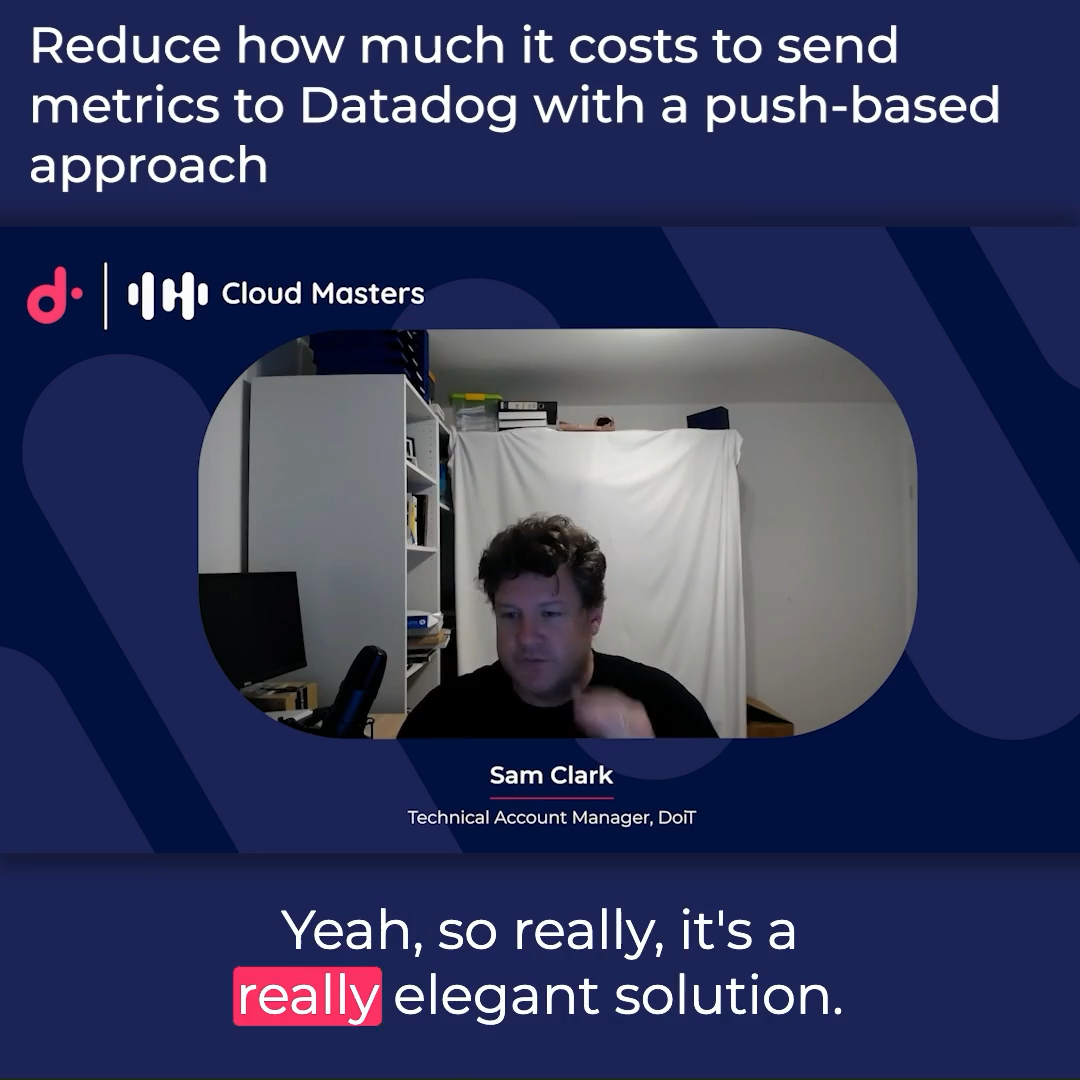 Reduce how much it costs to send
metrics to Datadog with a push-based
approach
Cloud Masters
Sam Clark
Technical Account Manager, DoiT
Yeah, so really, it's a
really elegant solution.